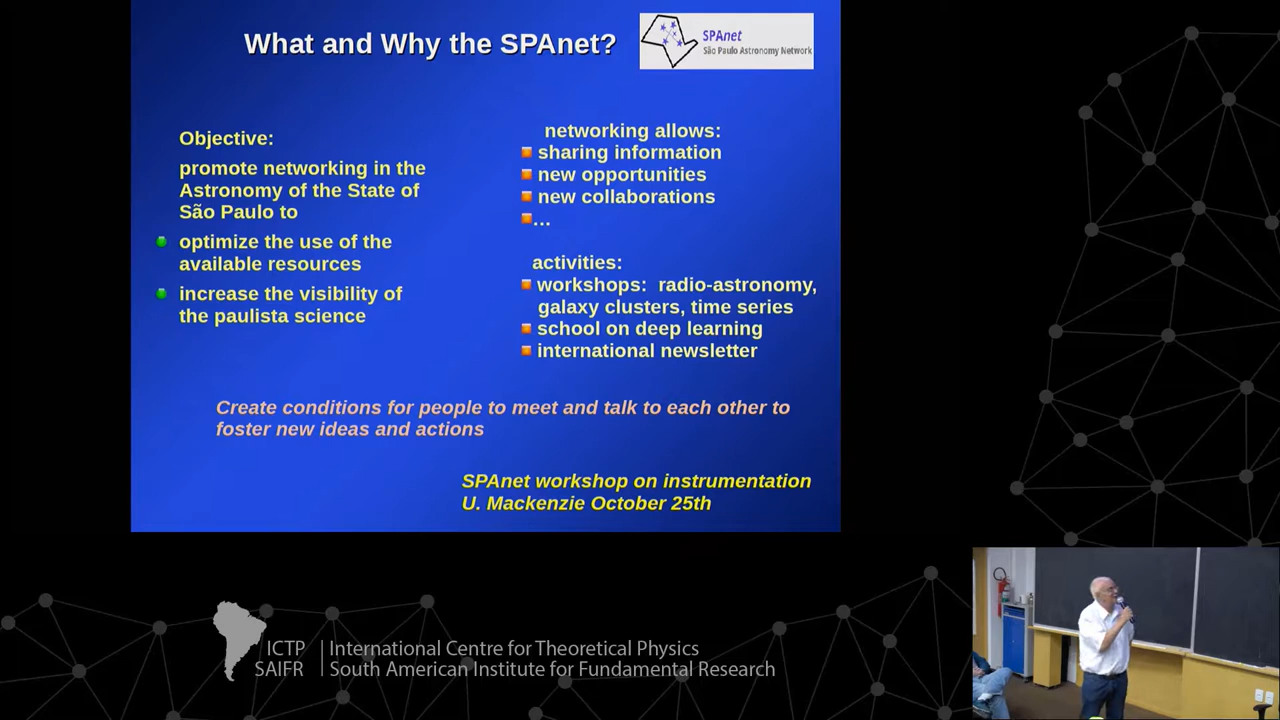 What and Why the SPAnet?
SPAnet
São Paulo Astronomy Network
Objective:
promote networking in the
Astronomy of the State of
São Paulo to
optimize the use of the
available resources
increase the visibility of
the paulista science
networking allows:
sharing information
new opportunities
new collaborations
...
activities:
workshops: radio-astronomy,
galaxy clusters, time series
school on deep learning
international newsletter
Create conditions for people to meet and talk to each other to
foster new ideas and actions
SPAnet workshop on instrumentation
U. Mackenzie October 25th
ICTP
SAIFR
International Centre for Theoretical Physics
South American Institute for Fundamental Research